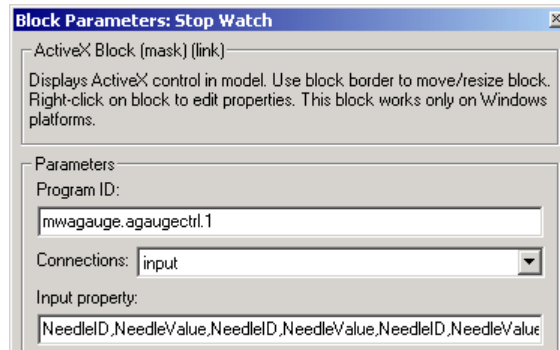 Block Parameters: Stop Watch
ActiveX Block (mask) (link)
Displays ActiveX control in model. Use block border to move/resize block.
Right-click on block to edit properties. This block works only on Windows
platforms.
Parameters
Program ID:
mwagauge.agaugectrl.1
Connections: input
Input property:
NeedleID,NeedleValue,NeedleID,NeedleValue,NeedleID,NeedleValue